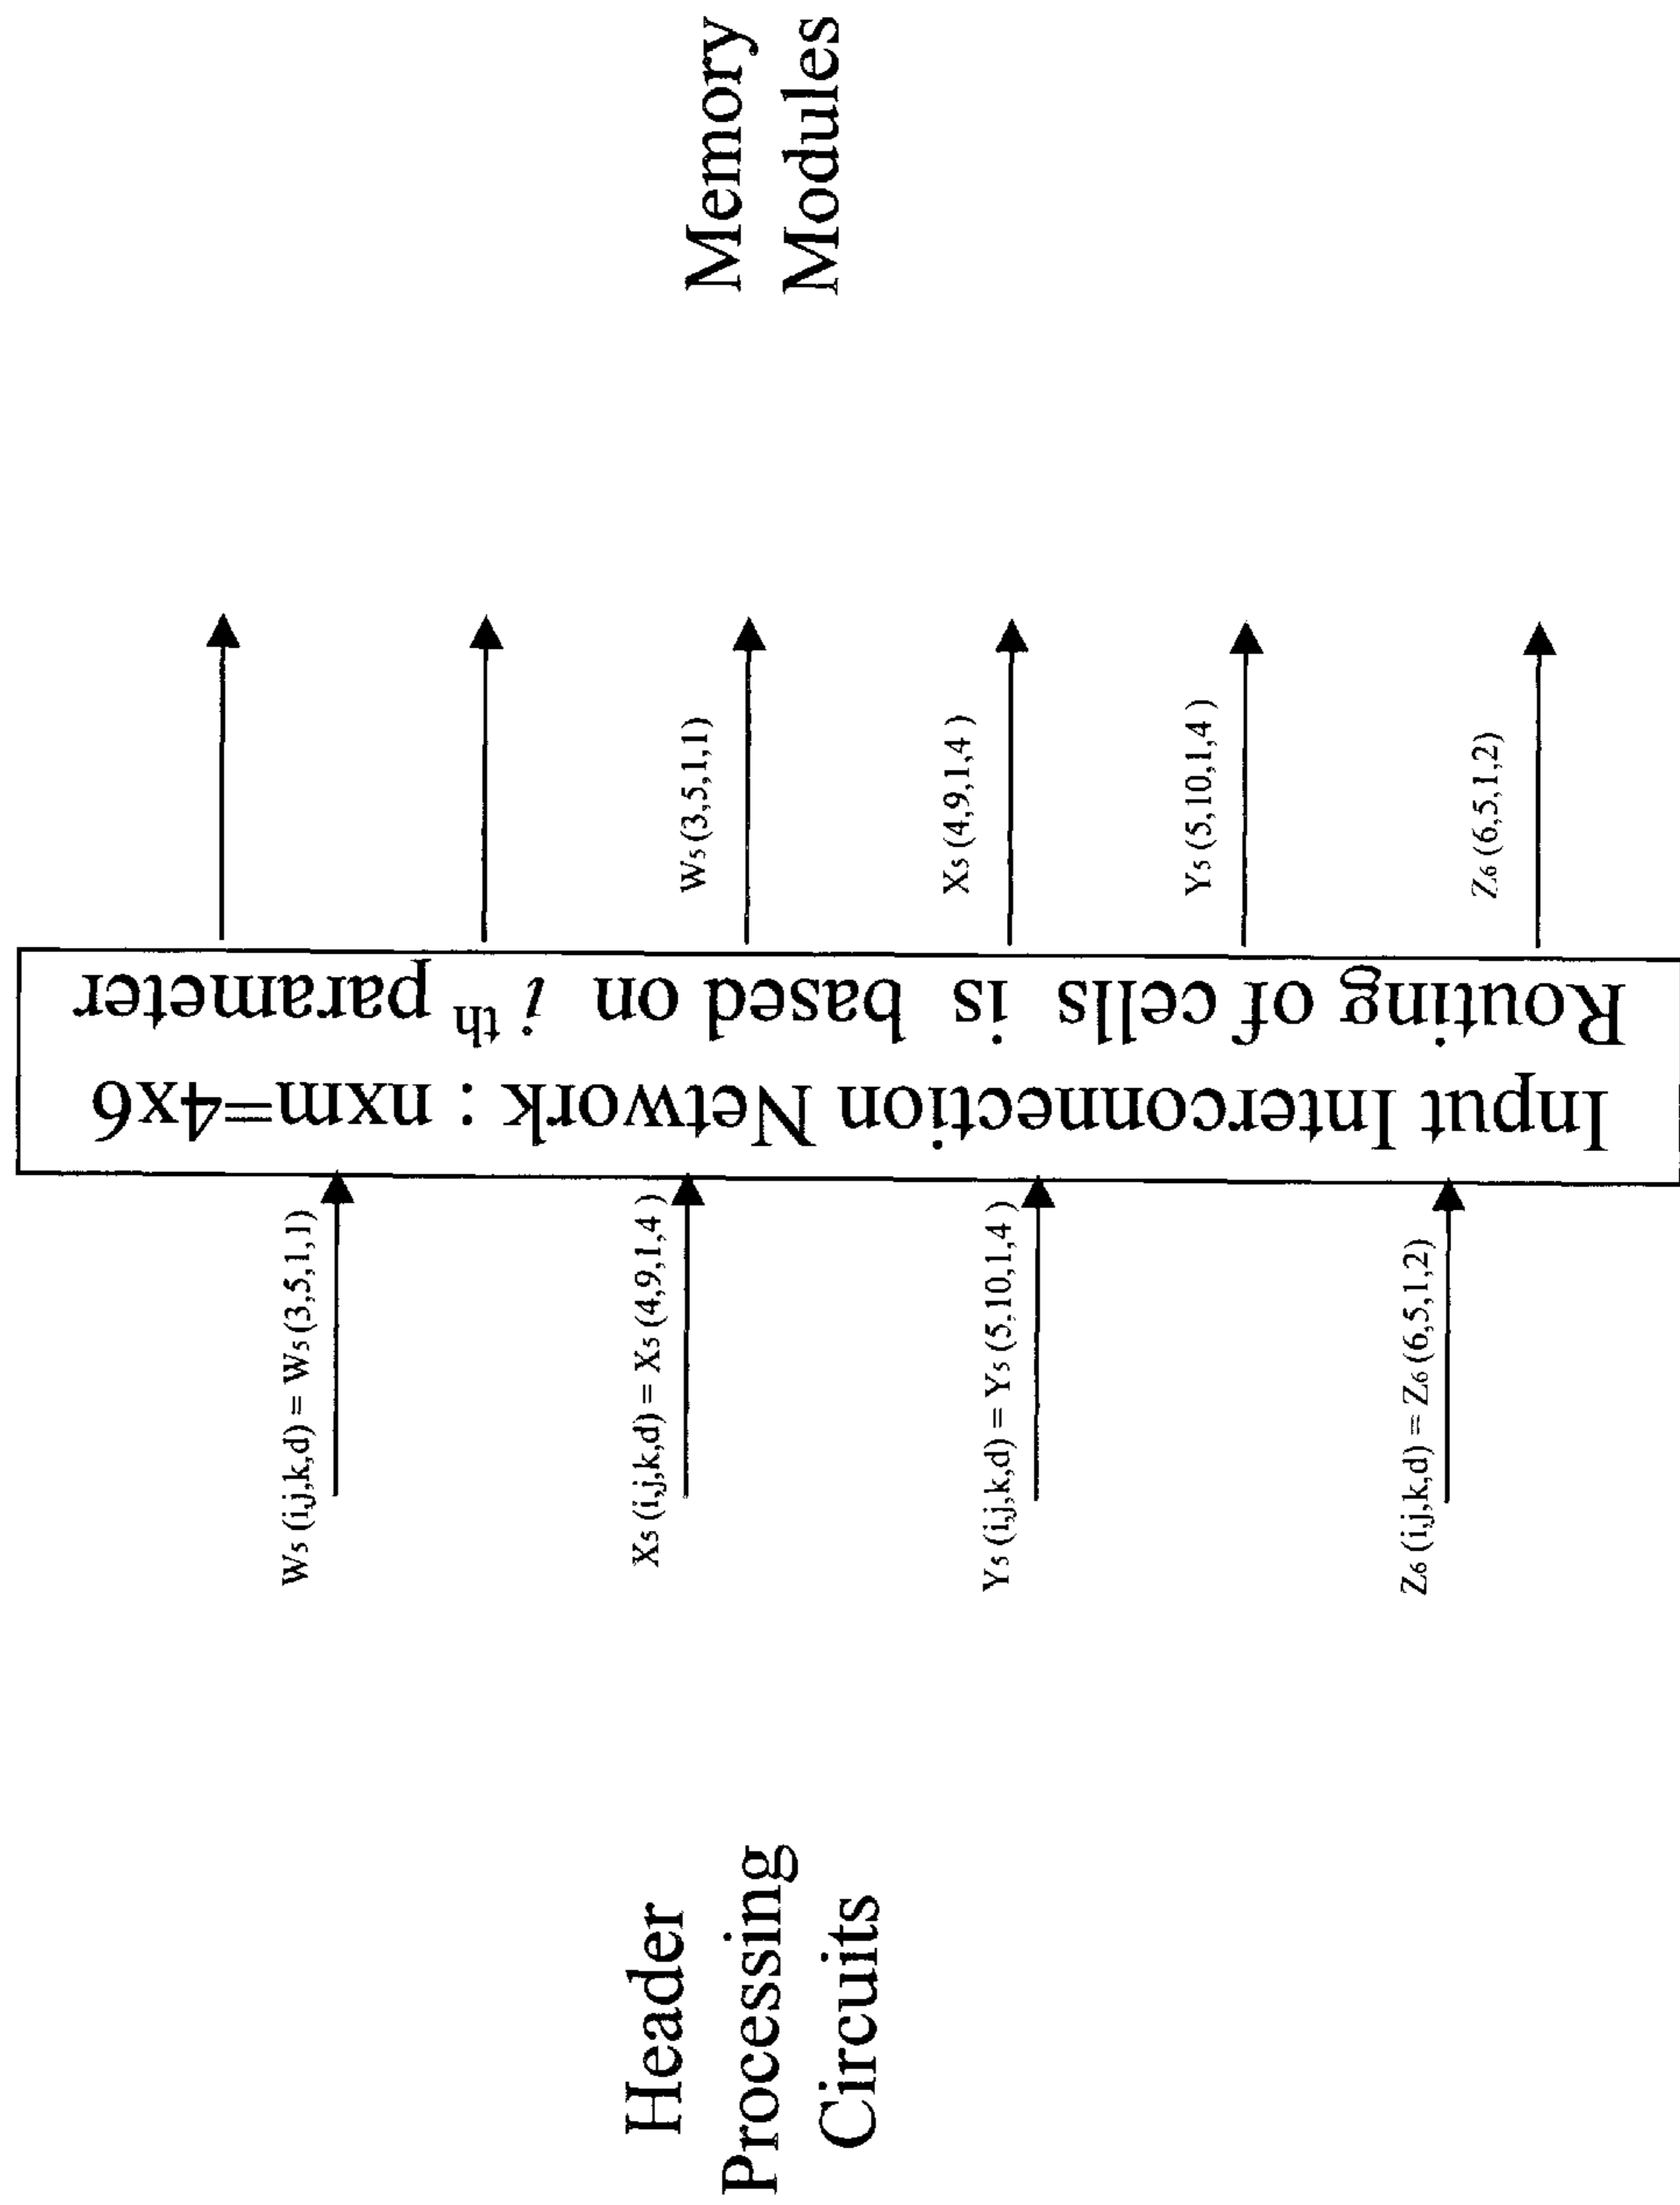 Header
Processing
Circuits
W₅ (i,j,k,d) = W₅ (3,5,1,1)
X₅ (i,j,k,d) = X₅ (4,9,1,4 )
Y₅ (i,j,k,d) = Y₅ (5,10,1,4 )
Z₆ (i,j,k,d) = Z₆ (6,5,1,2)
Input Interconnection Network : nxm=4x6
Routing of cells is based on i th parameter
W₅ (3,5,1,1)
X₅ (4,9,1,4 )
Y₅ (5,10,1,4 )
Z₆ (6,5,1,2)
Memory
Modules